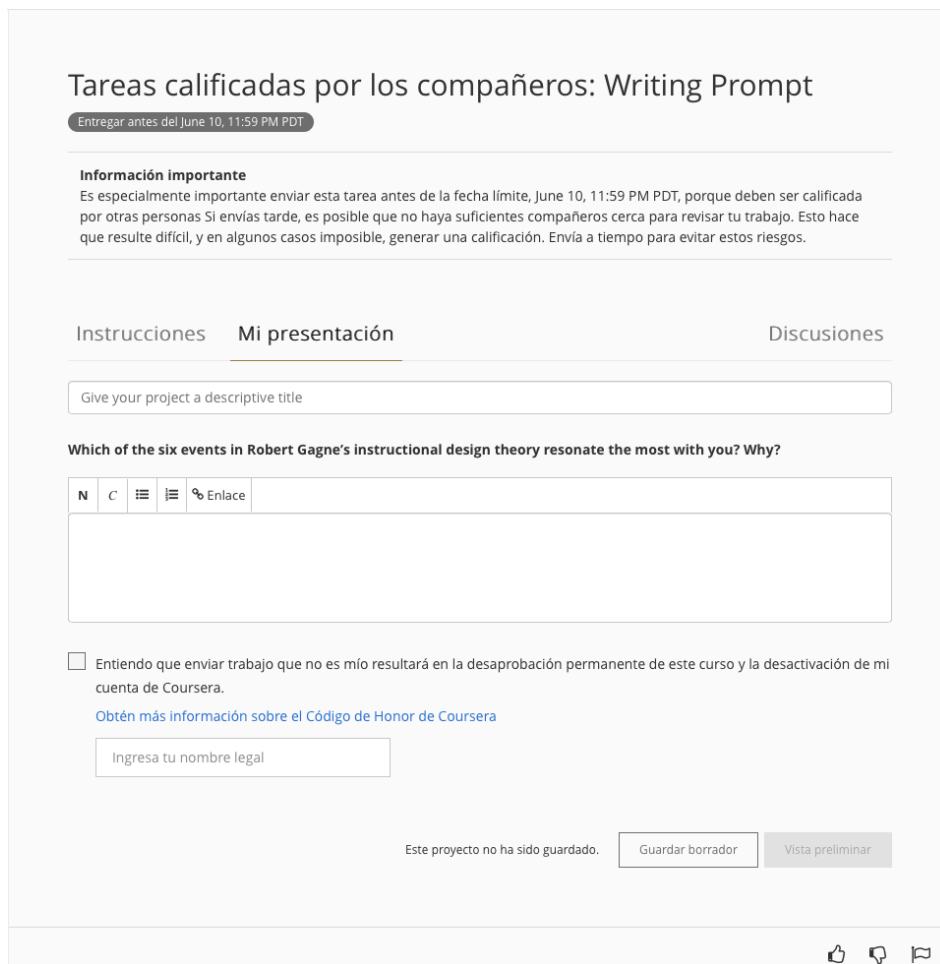 Tareas calificadas por los compañeros: Writing Prompt
Entregar antes del June 10, 11:59 PM PDT
Información importante
Es especialmente importante enviar esta tarea antes de la fecha límite, June 10, 11:59 PM PDT, porque deben ser calificada
por otras personas Si envías tarde, es posible que no haya suficientes compañeros cerca para revisar tu trabajo. Esto hace
que resulte difícil, y en algunos casos imposible, generar una calificación. Envía a tiempo para evitar estos riesgos.
Instrucciones Mi presentación Discusiones
Give your project a descriptive title
Which of the six events in Robert Gagne's instructional design theory resonate the most with you? Why?
N C Enlace
Entiendo que enviar trabajo que no es mío resultará en la desaprobación permanente de este curso y la desactivación de mi
cuenta de Coursera.
Obtén más información sobre el Código de Honor de Coursera
Ingresa tu nombre legal
Este proyecto no ha sido guardado. Guardar borrador Vista preliminar